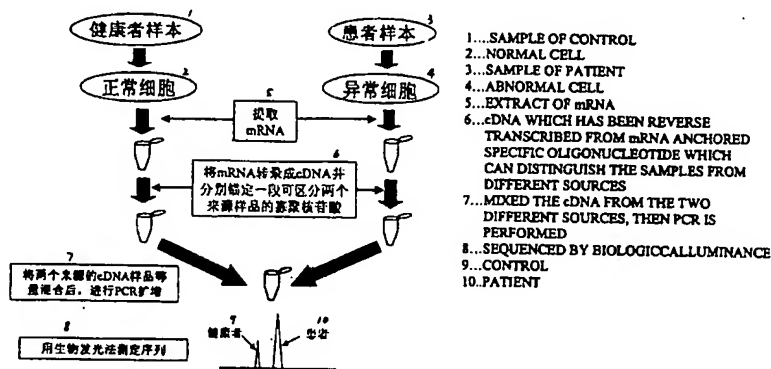 1
健康者样本
3
患者样本
2
正常细胞
4
异常细胞
5
提取
mRNA
6
将mRNA转录成cDNA并
分别锚定一段可区分两个
来源样品的寡聚核苷酸
7
将两个来源的cDNA样品等
量混合后，进行PCR扩增
8
用生物发光法测定序列
9
健康者
10
患者
1....SAMPLE OF CONTROL
2....NORMAL CELL
3....SAMPLE OF PATIENT
4....ABNORMAL CELL
5....EXTRACT OF mRNA
6....cDNA WHICH HAS BEEN REVERSE
TRANSCRIBED FROM mRNA ANCHORED
SPECIFIC OLIGONUCLEOTIDE WHICH
CAN DISTINGUISH THE SAMPLES FROM
DIFFERENT SOURCES
7...MIXED THE cDNA FROM THE TWO
DIFFERENT SOURCES, THEN PCR IS
PERFORMED
8...SEQUENCED BY BIOLOGICCALLUMINANCE
9...CONTROL
10..PATIENT